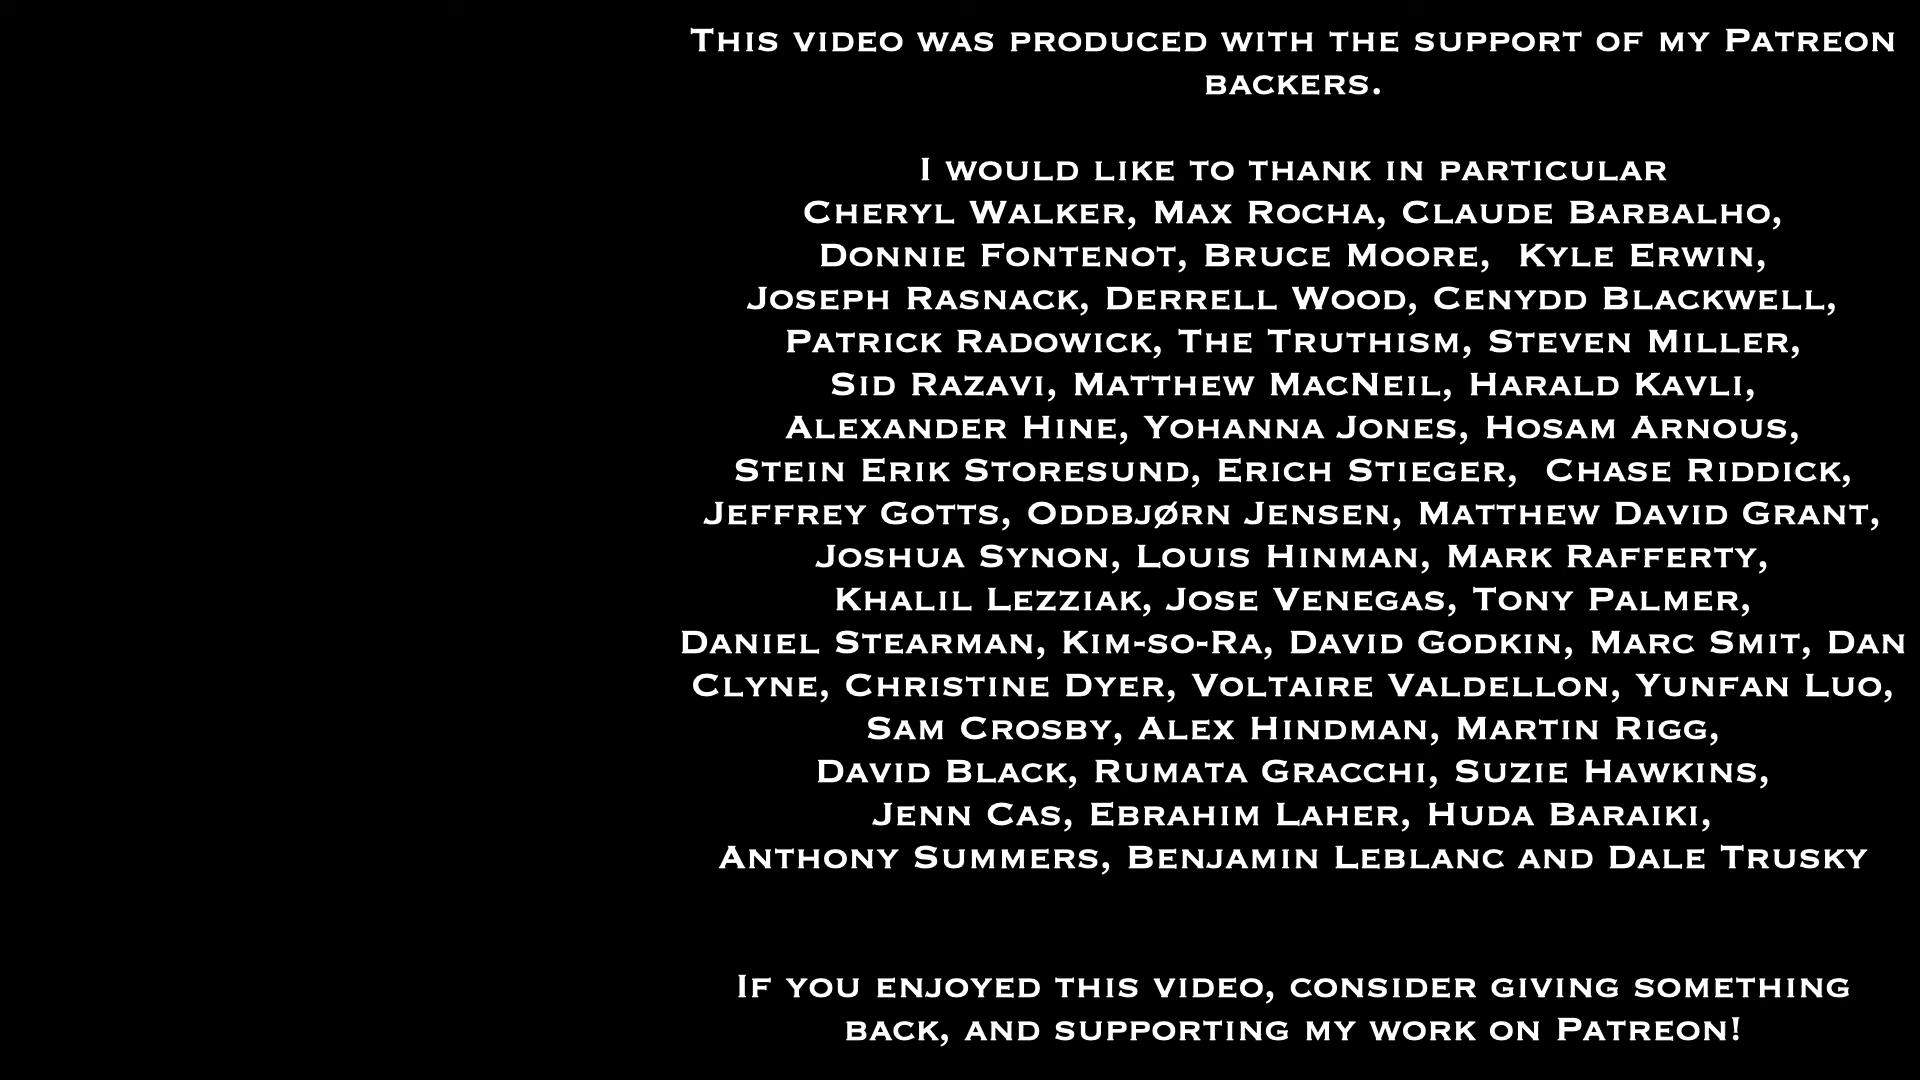 This video was produced with the support of my Patreon
backers.
I would like to thank in particular
Cheryl Walker, Max Rocha, Claude Barbalho,
Donnie Fontenot, Bruce Moore,  Kyle Erwin,
Joseph Rasnack, Derrell Wood, Cenydd Blackwell,
Patrick Radowick, The Truthism, Steven Miller,
Sid Razavi, Matthew MacNeil, Harald Kavli,
Alexander Hine, Yohanna Jones, Hosam Arnous,
Stein Erik Storesund, Erich Stieger,  Chase Riddick,
Jeffrey Gotts, Oddbjørn Jensen, Matthew David Grant,
Joshua Synon, Louis Hinman, Mark Rafferty,
Khalil Lezziak, Jose Venegas, Tony Palmer,
Daniel Stearman, Kim-so-Ra, David Godkin, Marc Smit, Dan
Clyne, Christine Dyer, Voltaire Valdellon, Yunfan Luo,
Sam Crosby, Alex Hindman, Martin Rigg,
David Black, Rumata Gracchi, Suzie Hawkins,
Jenn Cas, Ebrahim Laher, Huda Baraiki,
Anthony Summers, Benjamin Leblanc and Dale Trusky
If you enjoyed this video, consider giving something
back, and supporting my work on Patreon!